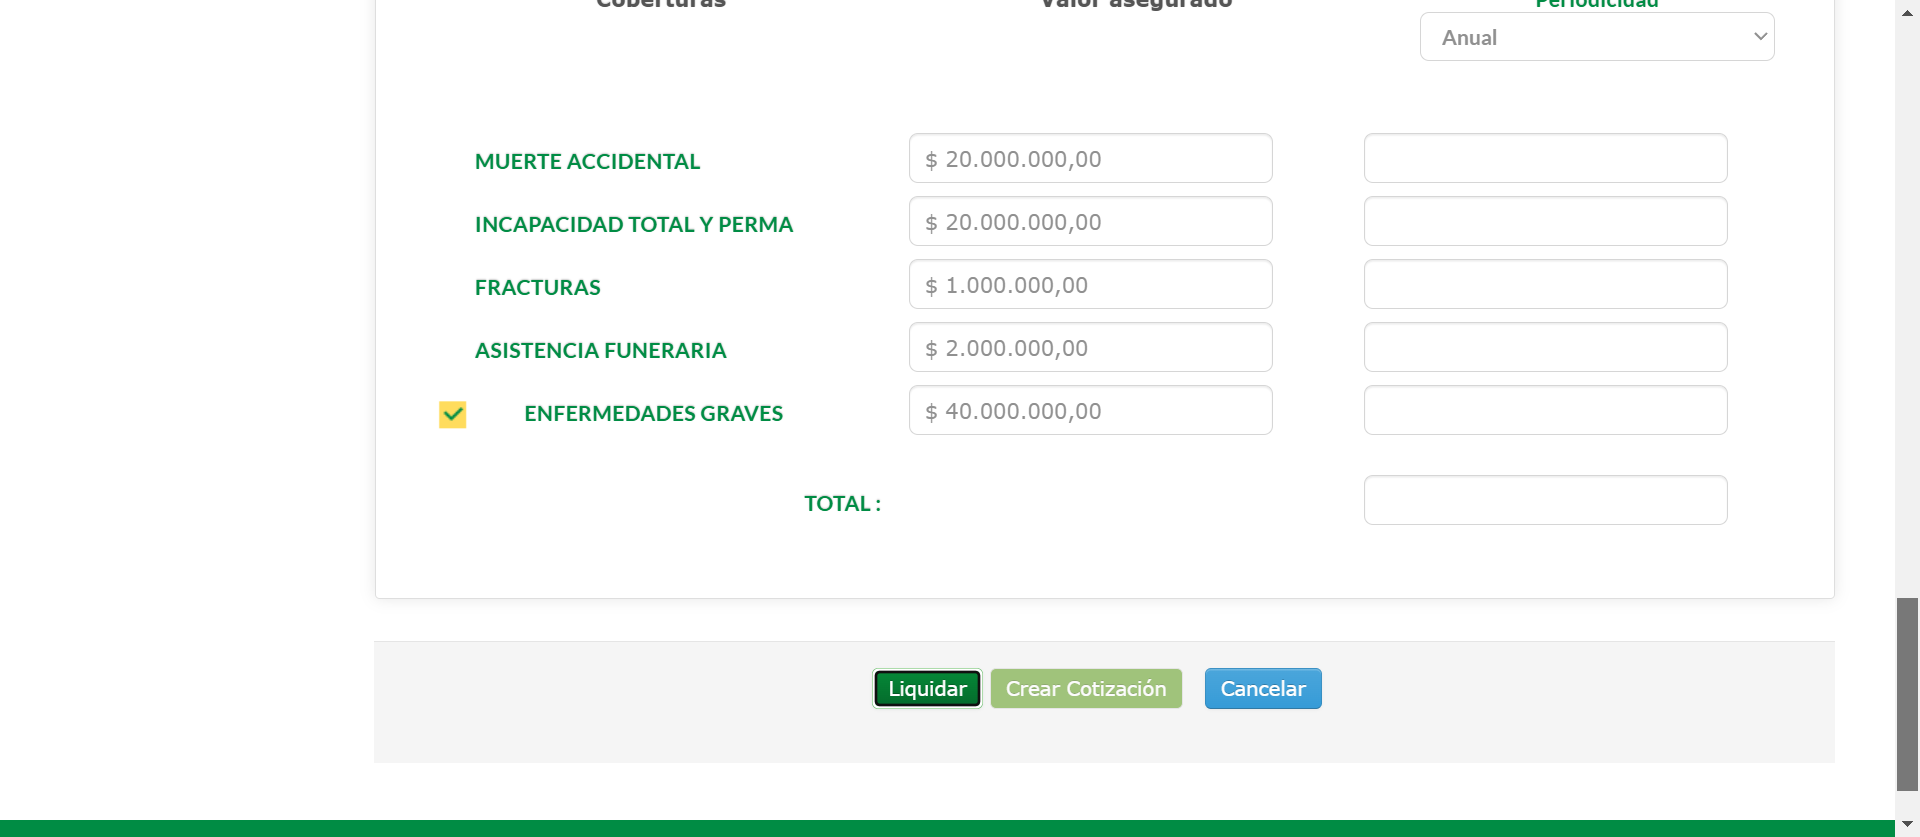 Coberturas Valor asegurado Periodicidad
Anual
MUERTE ACCIDENTAL $ 20.000.000,00
INCAPACIDAD TOTAL Y PERMA $ 20.000.000,00
FRACTURAS $ 1.000.000,00
ASISTENCIA FUNERARIA $ 2.000.000,00
ENFERMEDADES GRAVES $ 40.000.000,00
TOTAL :
Liquidar Crear Cotización Cancelar